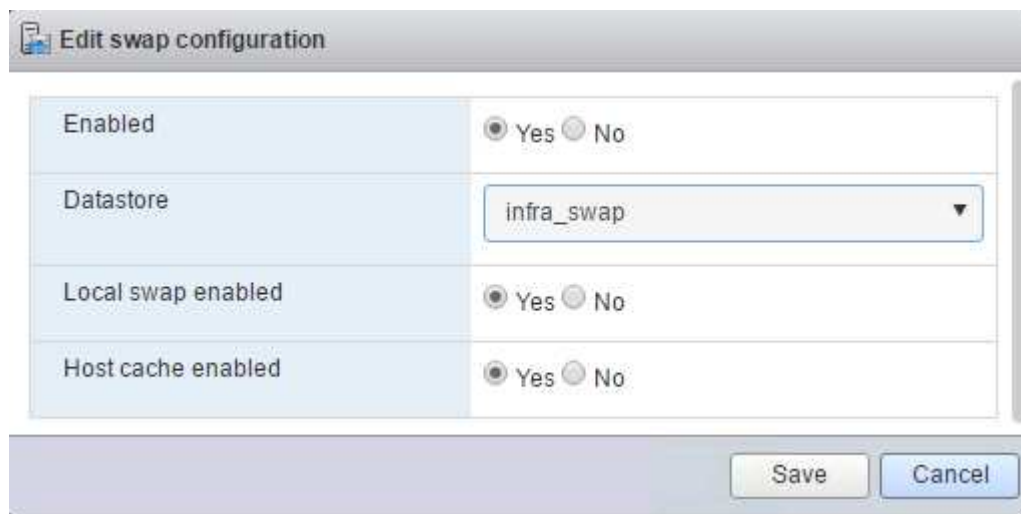 Edit swap configuration
Enabled Yes No
Datastore infra_swap
Local swap enabled Yes No
Host cache enabled Yes No
Save Cancel